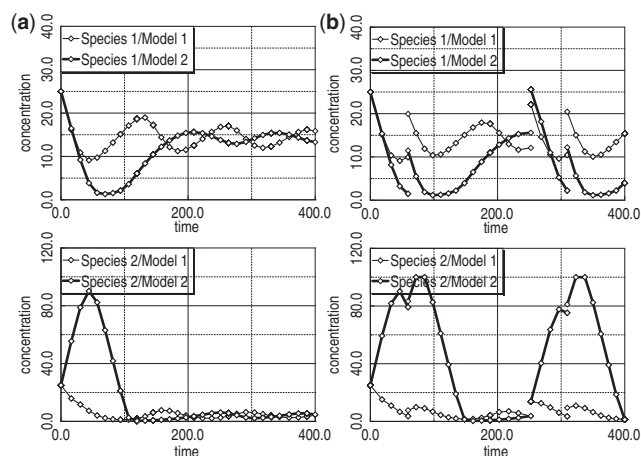 (a)
40.0
30.0
20.0
10.0
0.0
concentration
Species 1/Model 1
Species 1/Model 2
0.0
200.0
400.0
time
(b)
40.0
30.0
20.0
10.0
0.0
concentration
Species 1/Model 1
Species 1/Model 2
0.0
200.0
400.0
time
120.0
80.0
40.0
0.0
concentration
Species 2/Model 1
Species 2/Model 2
0.0
200.0
400.0
time
120.0
80.0
40.0
0.0
concentration
Species 2/Model 1
Species 2/Model 2
0.0
200.0
400.0
time